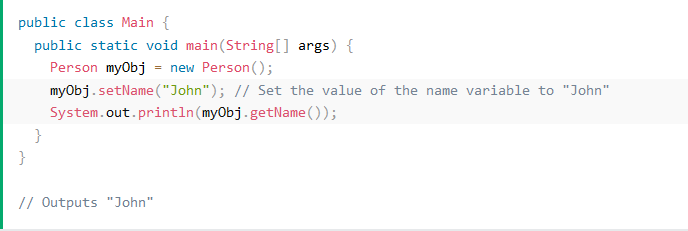 public class Main {
  public static void main(String[] args) {
    Person myObj = new Person();
    myObj.setName("John"); // Set the value of the name variable to "John"
    System.out.println(myObj.getName());
  }
}

// Outputs "John"